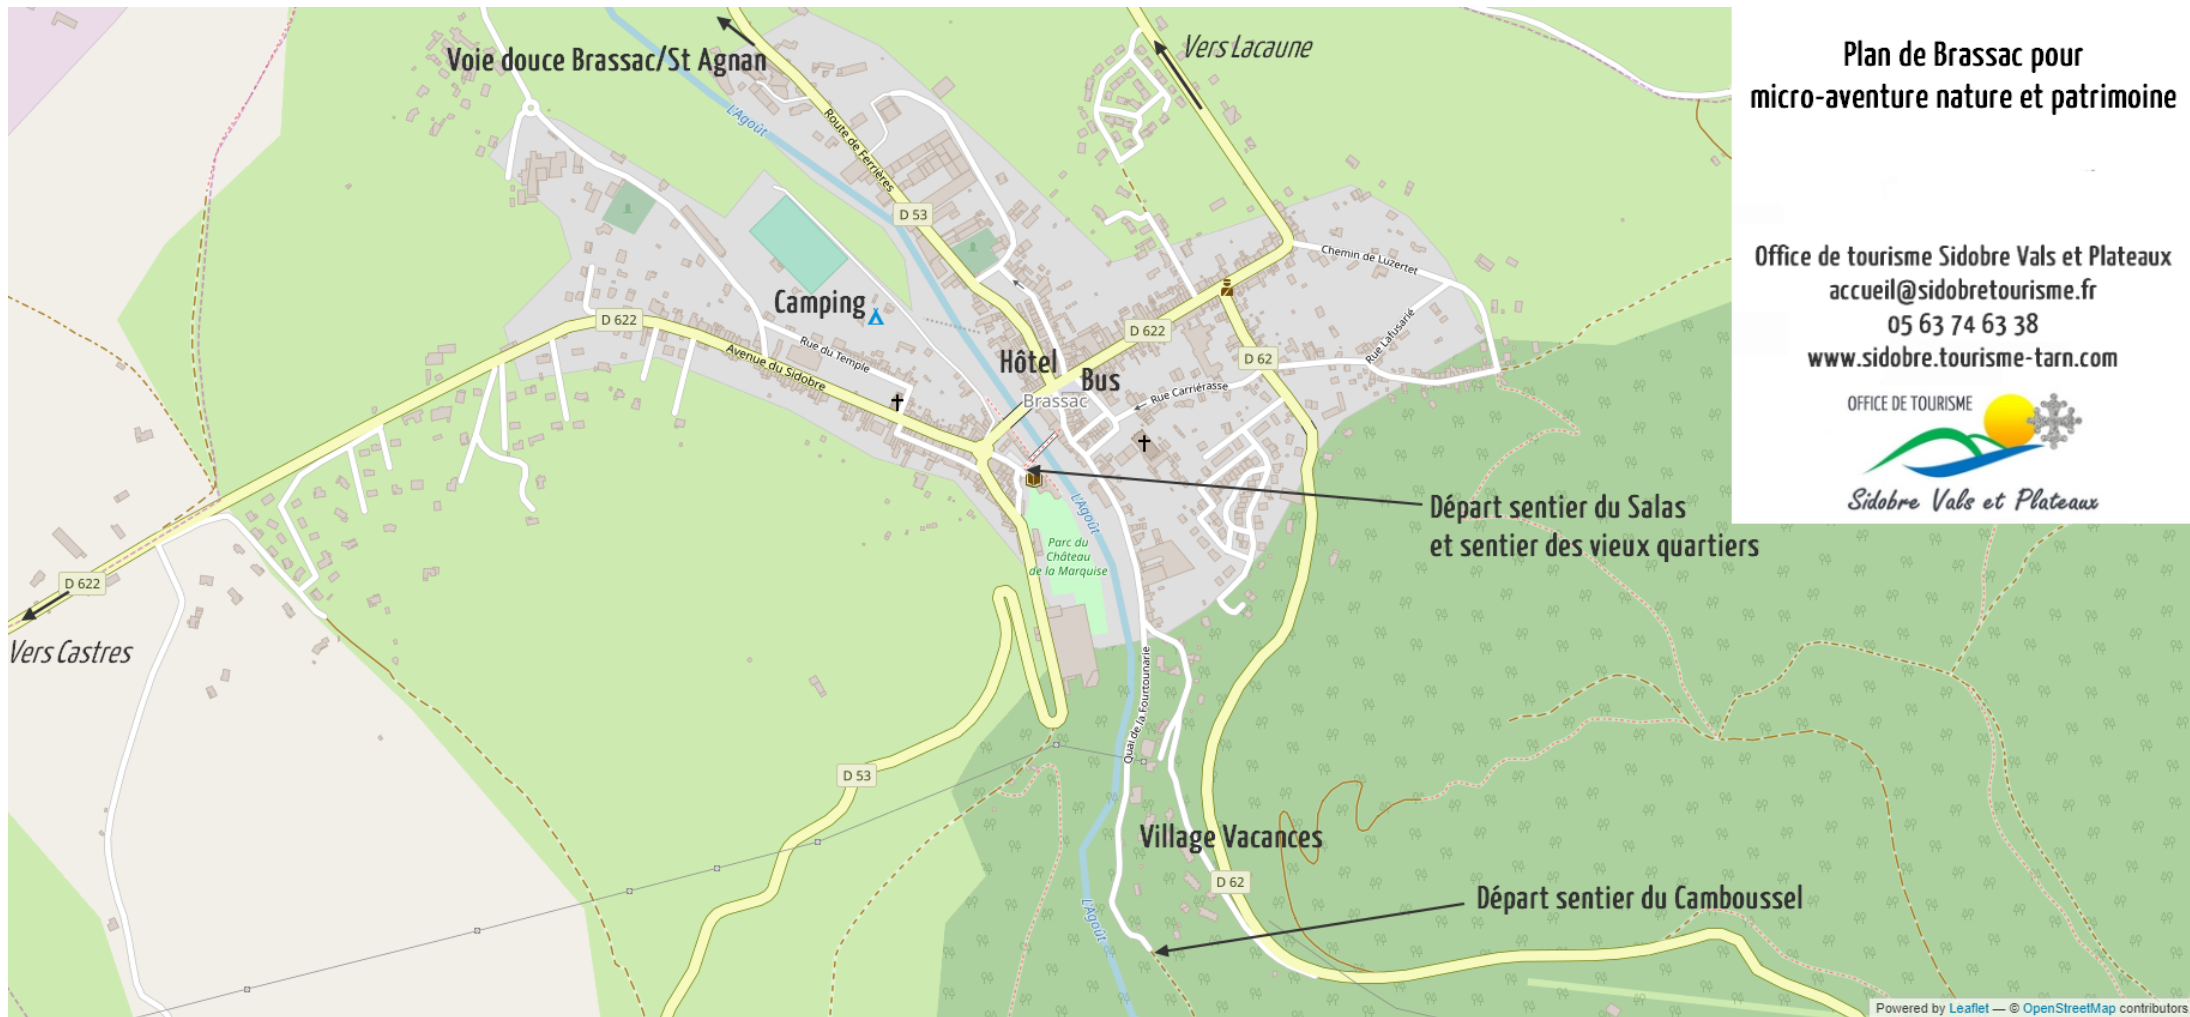 Voie douce Brassac/St Agnan
Vers Lacaune
Plan de Brassac pour
micro-aventure nature et patrimoine
L'Agoût
Route de Ferrières
D 53
Chemin de Luzertet
Office de tourisme Sidobre Vals et Plateaux
accueil@sidobretourisme.fr
05 63 74 63 38
www.sidobre.tourisme-tarn.com
OFFICE DE TOURISME
Sidobre Vals et Plateaux
Camping
D 622
D 622
Rue du Temple
Avenue du Sidobre
Hôtel
Bus
Brassac
D 62
Rue Lafusarié
Rue Carriérasse
L'Agoût
Départ sentier du Salas
et sentier des vieux quartiers
Parc du
Château
de la Marquise
D 622
Vers Castres
Quai de la Fourtounarie
D 53
Village Vacances
D 62
Départ sentier du Camboussel
L'Agoût
Powered by Leaflet — © OpenStreetMap contributors